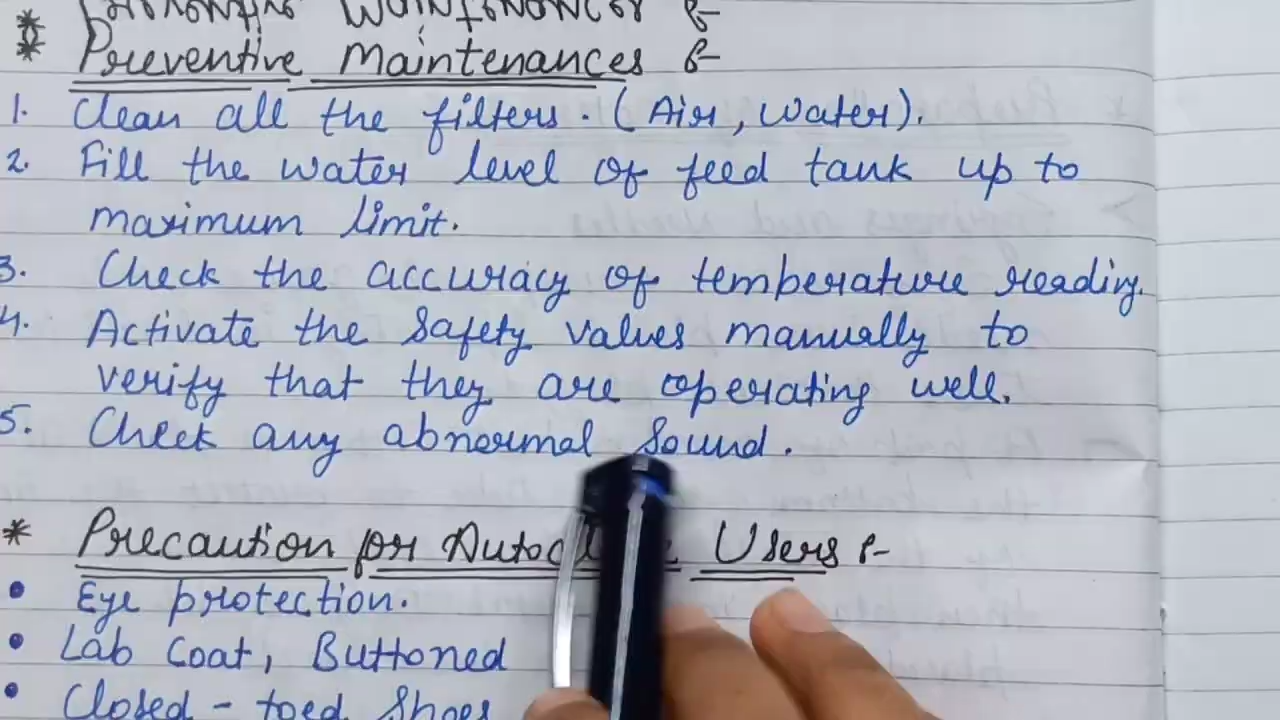 * Preventive Maintenances :-
1. Clean all the filters. (Air, Water).
2. Fill the water level of feed tank up to
maximum limit.
3. Check the accuracy of temperature reading.
4. Activate the Safety Values manually to
verify that they are operating well.
5. Check any abnormal Sound.
* Precaution for Users :-
• Eye protection.
• Lab Coat, Buttoned
• Closed - toed Shoes